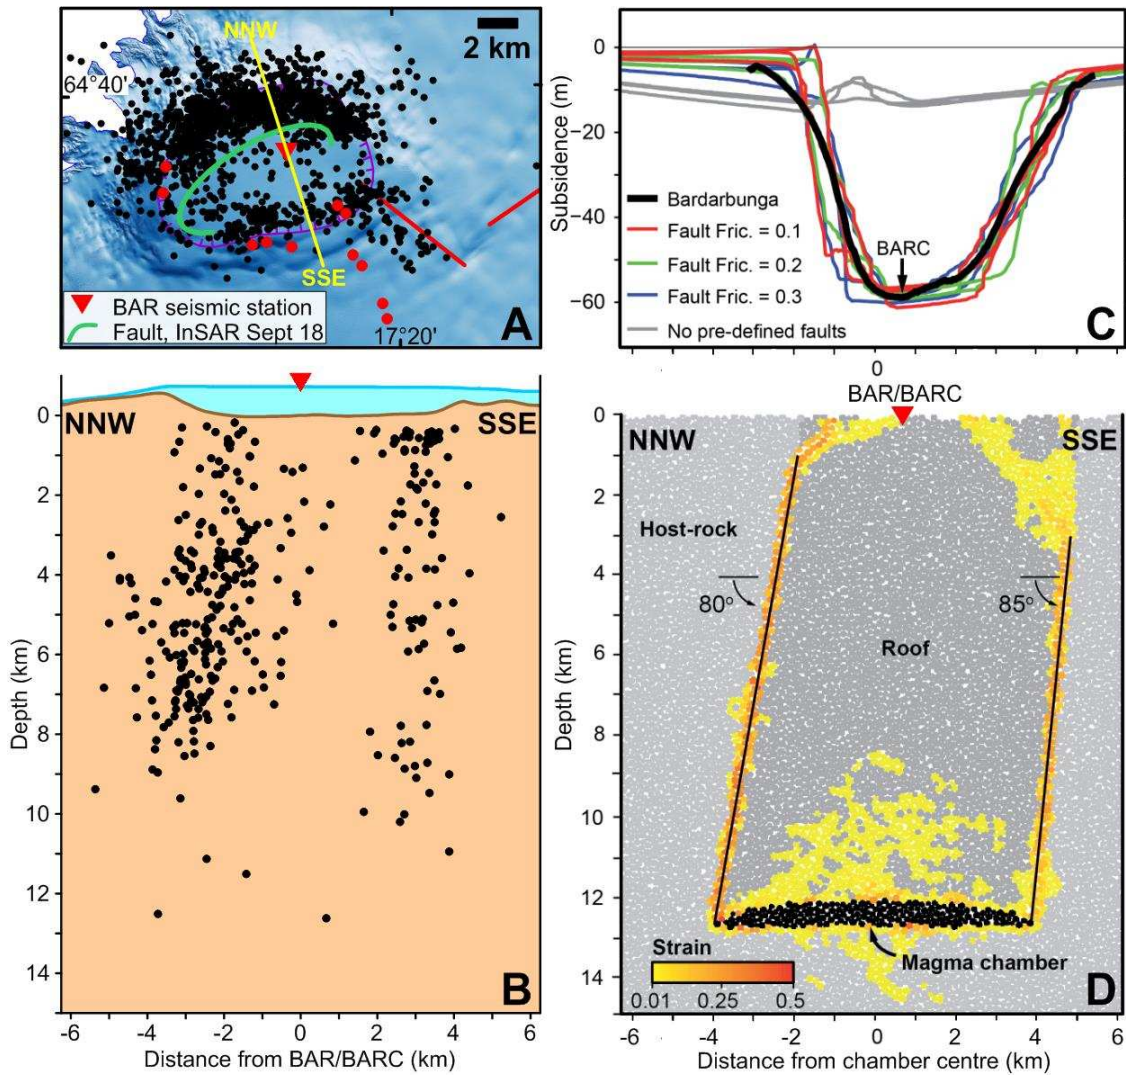 NNW
2 km
64°40'
SSE
BAR seismic station
Fault, InSAR Sept 18
17°20'
A
C
0
−20
−40
−60
Subsidence (m)
Bardarbunga
Fault Fric. = 0.1
Fault Fric. = 0.2
Fault Fric. = 0.3
No pre-defined faults
BARC
0
NNW
SSE
0
2
4
6
8
10
12
14
Depth (km)
B
-6
-4
-2
0
2
4
6
Distance from BAR/BARC (km)
BAR/BARC
NNW
SSE
0
2
4
6
8
10
12
14
Depth (km)
Host-rock
80°
85°
Roof
Strain
0.01
0.25
0.5
Magma chamber
D
-6
-4
-2
0
2
4
6
Distance from chamber centre (km)